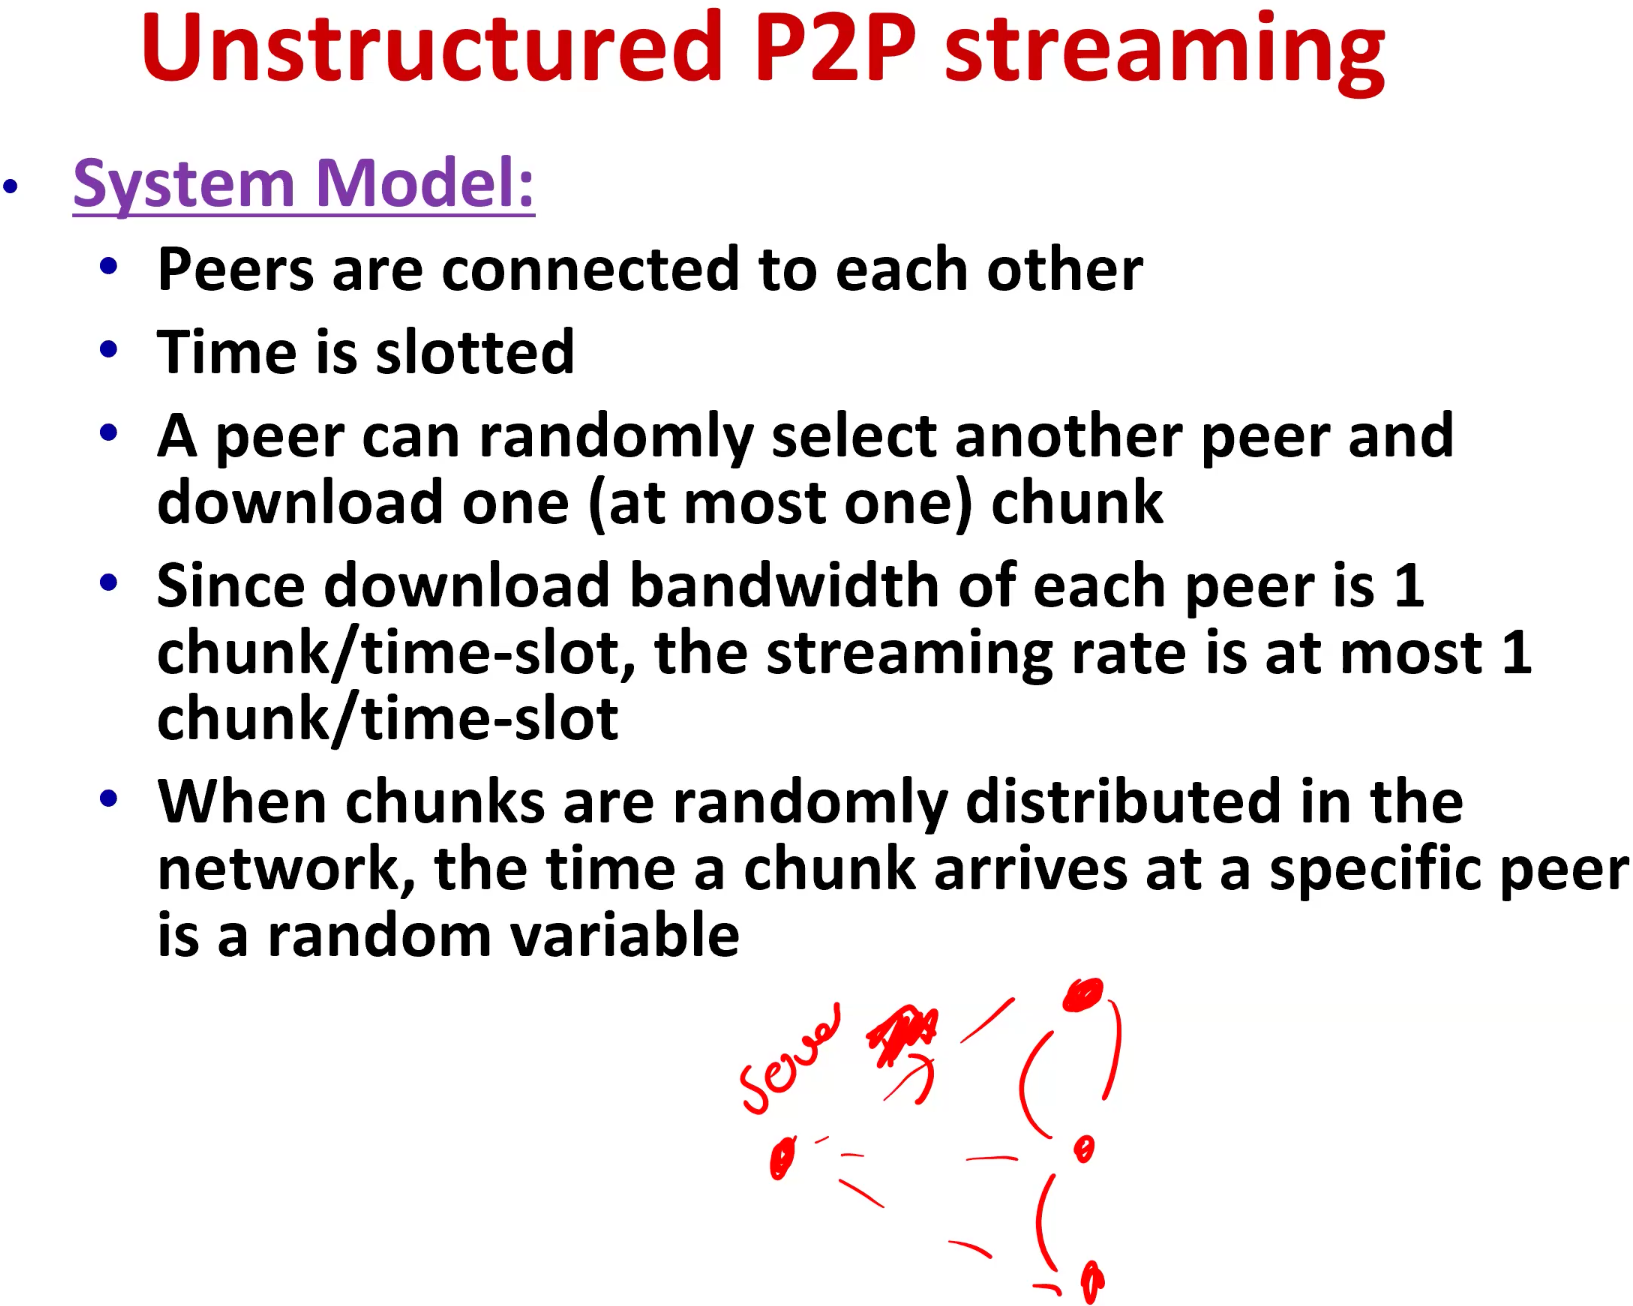 Unstructured P2P streaming
• System Model:
• Peers are connected to each other
• Time is slotted
• A peer can randomly select another peer and
download one (at most one) chunk
• Since download bandwidth of each peer is 1
chunk/time-slot, the streaming rate is at most 1
chunk/time-slot
• When chunks are randomly distributed in the
network, the time a chunk arrives at a specific peer
is a random variable
Server